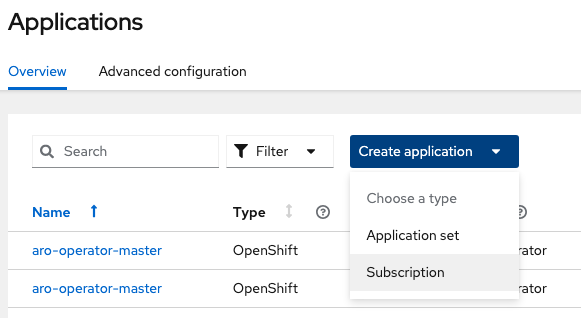 Applications
Overview Advanced configuration
Search Filter Create application
Choose a type
Name Type
Application set
aro-operator-master OpenShift rator
Subscription
aro-operator-master OpenShift rator